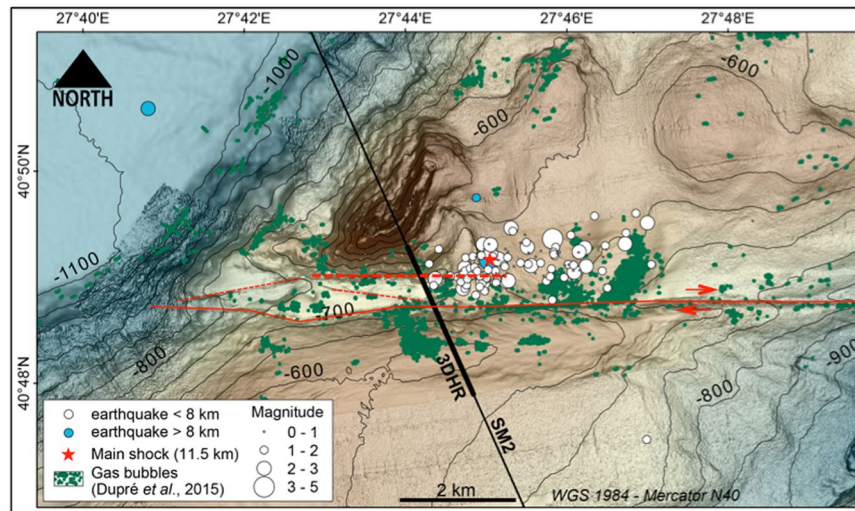 27°40'E 27°42'E 27°44'E 27°46'E 27°48'E
NORTH
-1000
-600
-600
40°50'N
-1100
-700
-800
-600
40°48'N
-900
-800
3DHR
SM2
earthquake < 8 km
earthquake > 8 km
Main shock (11.5 km)
Gas bubbles
(Dupré et al., 2015)
Magnitude
0 - 1
1 - 2
2 - 3
3 - 5
2 km
WGS 1984 - Mercator N40